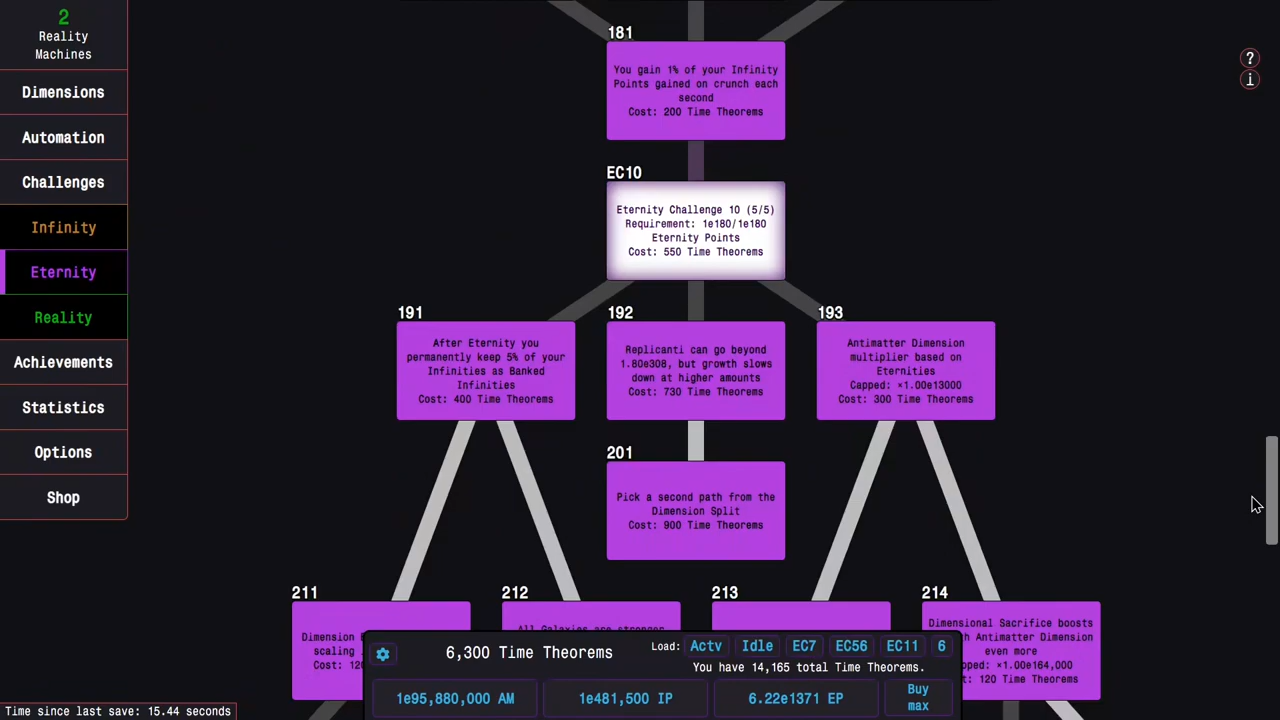 2
Reality
Machines
Dimensions
Automation
Challenges
Infinity
Eternity
Reality
Achievements
Statistics
Options
Shop
?
i
181
You gain 1% of your Infinity
Points gained on crunch each
second
Cost: 200 Time Theorems
EC10
Eternity Challenge 10 (5/5)
Requirement: 1e180/1e180
Eternity Points
Cost: 550 Time Theorems
191
After Eternity you
permanently keep 5% of your
Infinities as Banked
Infinities
Cost: 400 Time Theorems
192
Replicanti can go beyond
1.80e308, but growth slows
down at higher amounts
Cost: 730 Time Theorems
193
Antimatter Dimension
multiplier based on
Eternities
Capped: ×1.00e13000
Cost: 300 Time Theorems
201
Pick a second path from the
Dimension Split
Cost: 900 Time Theorems
211
Dimension
scaling
Cost: 120
212
All Galaxies are stronger
213
214
Dimensional Sacrifice boosts
Antimatter Dimension
even more
×1.00e164,000
120 Time Theorems
6,300 Time Theorems
Load: Actv Idle EC7 EC56 EC11 6
You have 14,165 total Time Theorems.
1e95,880,000 AM
1e481,500 IP
6.22e1371 EP
Buy
max
Time since last save: 15.44 seconds